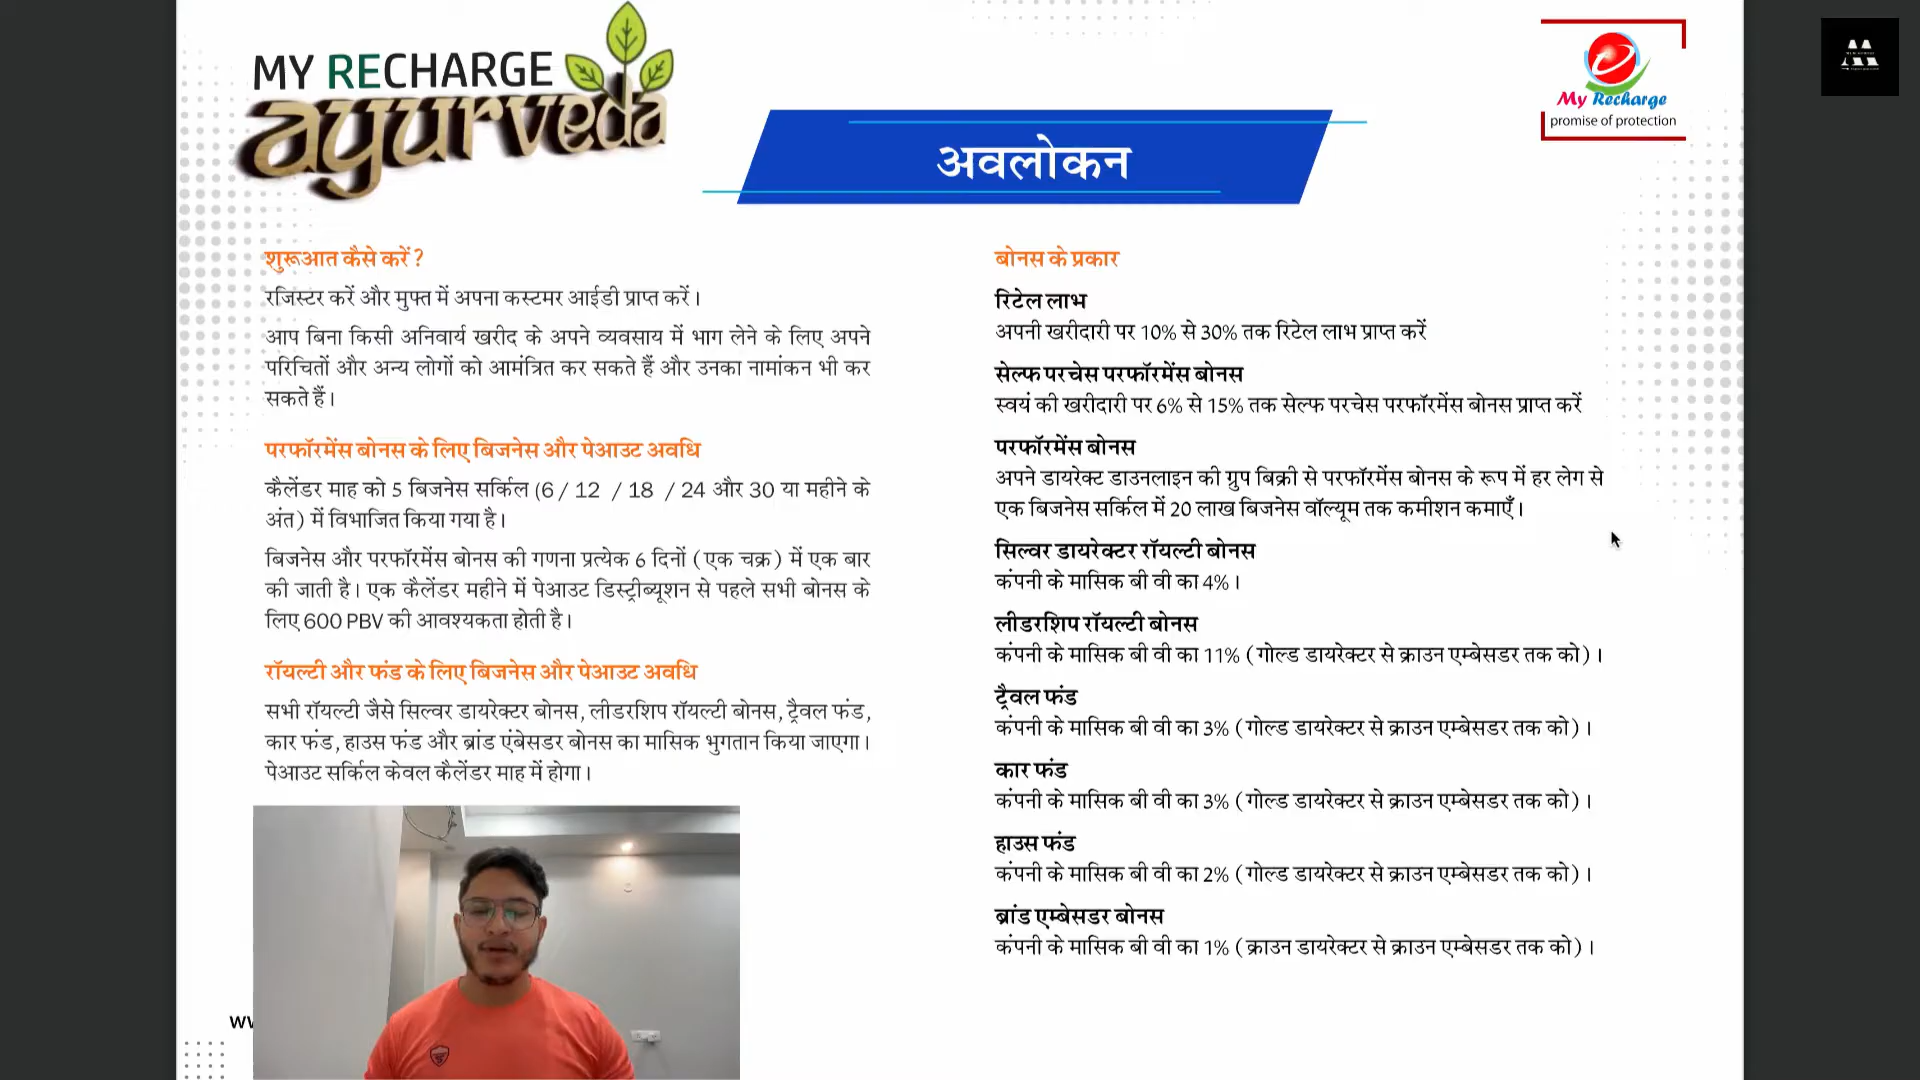 MY RECHARGE
ayurveda
My Recharge
promise of protection
अवलोकन
शुरूआत कैसे करें ?
रजिस्टर करें और मुफ्त में अपना कस्टमर आईडी प्राप्त करें।
आप बिना किसी अनिवार्य खरीद के अपने व्यवसाय में भाग लेने के लिए अपने
परिचितों और अन्य लोगों को आमंत्रित कर सकते हैं और उनका नामांकन भी कर
सकते हैं।
परफॉरमेंस बोनस के लिए बिजनेस और पेआउट अवधि
कैलेंडर माह को 5 बिजनेस सर्किल (6 / 12 / 18 / 24 और 30 या महीने के
अंत) में विभाजित किया गया है।
बिजनेस और परफॉरमेंस बोनस की गणना प्रत्येक 6 दिनों (एक चक्र) में एक बार
की जाती है। एक कैलेंडर महीने में पेआउट डिस्ट्रीब्यूशन से पहले सभी बोनस के
लिए 600 PBV की आवश्यकता होती है।
रॉयल्टी और फंड के लिए बिजनेस और पेआउट अवधि
सभी रॉयल्टी जैसे सिल्वर डायरेक्टर बोनस, लीडरशिप रॉयल्टी बोनस, ट्रैवल फंड,
कार फंड, हाउस फंड और ब्रांड एंबेसडर बोनस का मासिक भुगतान किया जाएगा।
पेआउट सर्किल केवल कैलेंडर माह में होगा।
बोनस के प्रकार
रिटेल लाभ
अपनी खरीदारी पर 10% से 30% तक रिटेल लाभ प्राप्त करें
सेल्फ परचेस परफॉरमेंस बोनस
स्वयं की खरीदारी पर 6% से 15% तक सेल्फ परचेस परफॉरमेंस बोनस प्राप्त करें
परफॉरमेंस बोनस
अपने डायरेक्ट डाउनलाइन की ग्रुप बिक्री से परफॉरमेंस बोनस के रूप में हर लेग से
एक बिजनेस सर्किल में 20 लाख बिजनेस वॉल्यूम तक कमीशन कमाएँ।
सिल्वर डायरेक्टर रॉयल्टी बोनस
कंपनी के मासिक बी वी का 4%।
लीडरशिप रॉयल्टी बोनस
कंपनी के मासिक बी वी का 11% (गोल्ड डायरेक्टर से क्राउन एम्बेसडर तक को)।
ट्रैवल फंड
कंपनी के मासिक बी वी का 3% (गोल्ड डायरेक्टर से क्राउन एम्बेसडर तक को)।
कार फंड
कंपनी के मासिक बी वी का 3% (गोल्ड डायरेक्टर से क्राउन एम्बेसडर तक को)।
हाउस फंड
कंपनी के मासिक बी वी का 2% (गोल्ड डायरेक्टर से क्राउन एम्बेसडर तक को)।
ब्रांड एम्बेसडर बोनस
कंपनी के मासिक बी वी का 1% (क्राउन डायरेक्टर से क्राउन एम्बेसडर तक को)।